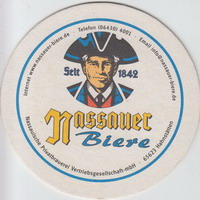 Internet www.nassauer-biere.de · Telefon (06430) 4001 · Email info@nassauer-biere.de
Seit 1842
Nassauer
Biere
Nassauische Privatbrauerei Vertriebsgesellschaft-mbH · 65623 Hahnstätten